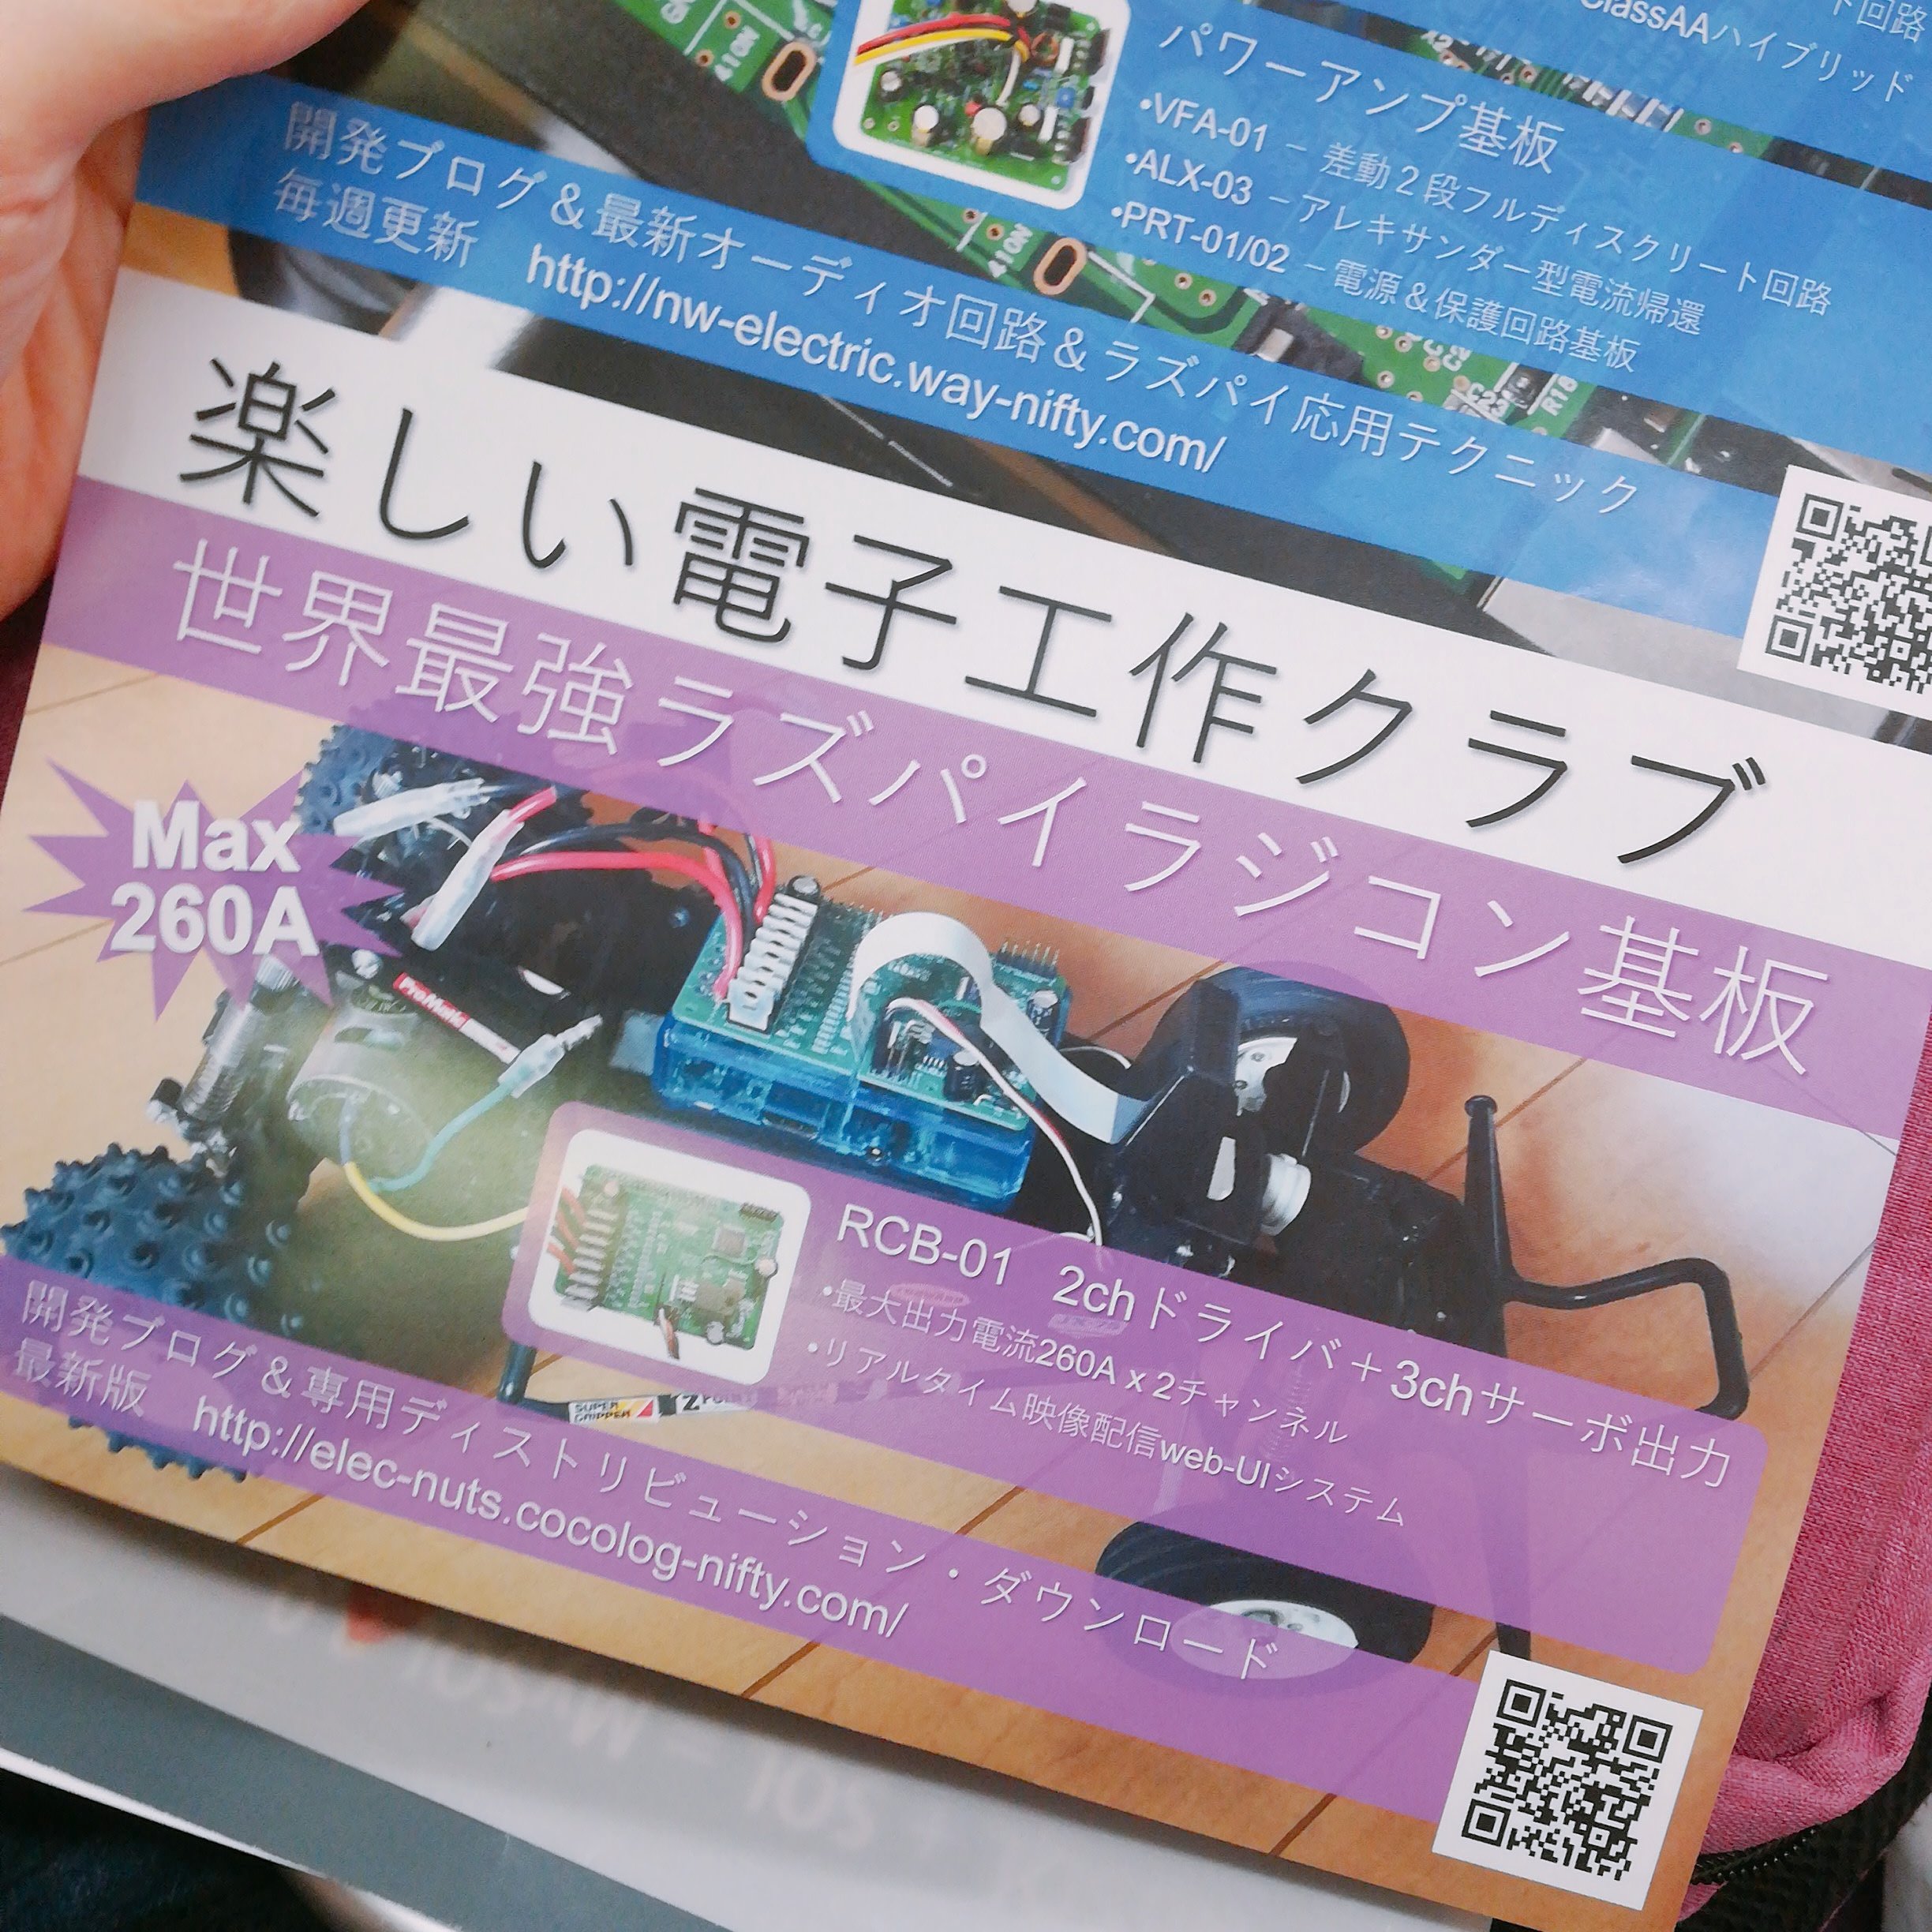 ト回路
ClassAAハイブリッド
パワーアンプ基板
•VFA-01 － 差動２段フルディスクリート回路
•ALX-03 －アレキサンダー型電流帰還
•PRT-01/02 －電源＆保護回路基板
開発ブログ＆最新オーディオ回路＆ラズパイ応用テクニック
毎週更新 http://nw-electric.way-nifty.com/
楽しい電子工作クラブ
世界最強ラズパイラジコン基板
Max
260A
RCB-01 2chドライバ＋3chサーボ出力
•最大出力電流260A x 2チャンネル
•リアルタイム映像配信web-UIシステム
SUPER
GRIPPER
開発ブログ＆専用ディストリビューション・ダウンロード
最新版 http://elec-nuts.cocolog-nifty.com/